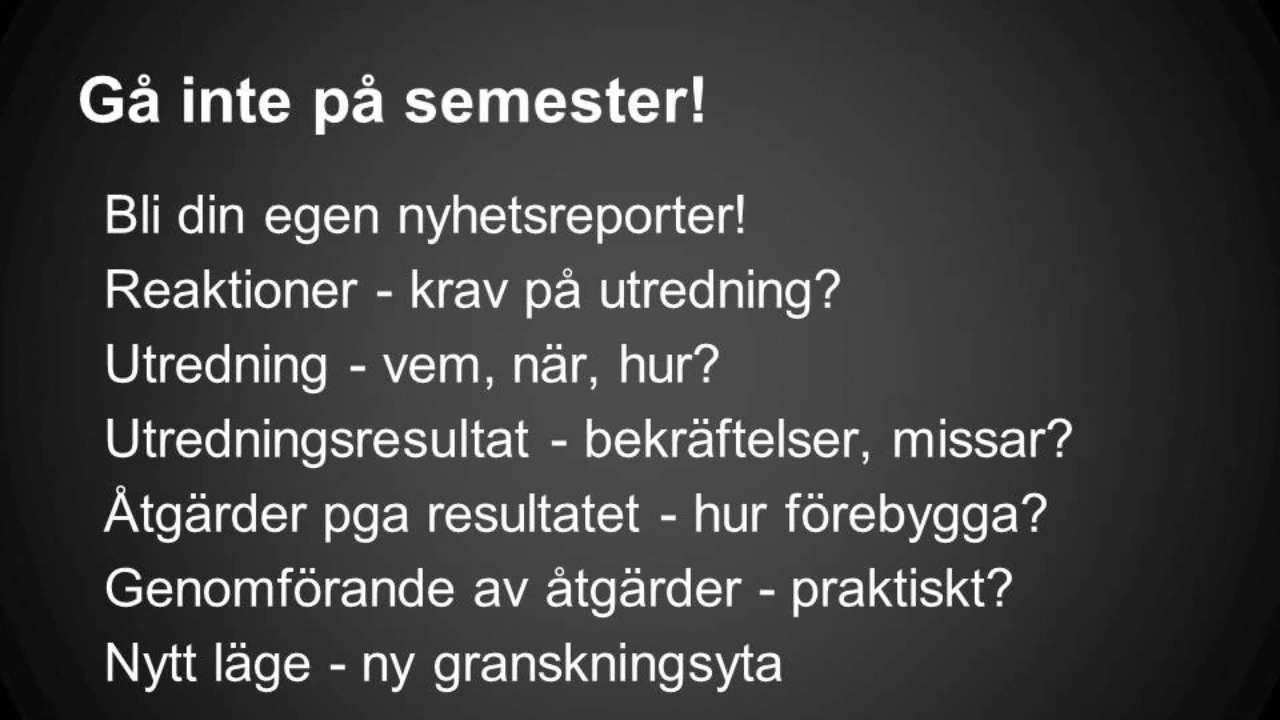 Gå inte på semester!
Bli din egen nyhetsreporter!
Reaktioner - krav på utredning?
Utredning - vem, när, hur?
Utredningsresultat - bekräftelser, missar?
Åtgärder pga resultatet - hur förebygga?
Genomförande av åtgärder - praktiskt?
Nytt läge - ny granskningsyta